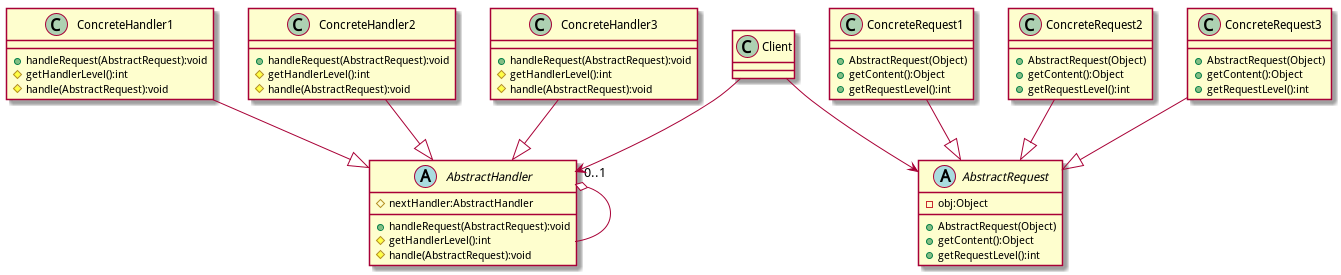 C ConcreteHandler1
+handleRequest(AbstractRequest):void
getHandlerLevel():int
handle(AbstractRequest):void
C ConcreteHandler2
handleRequest(AbstractRequest):void
getHandlerLevel():int
handle(AbstractRequest):void
C ConcreteHandler3
handleRequest(AbstractRequest):void
getHandlerLevel():int
handle(AbstractRequest):void
C Client
C ConcreteRequest1
AbstractRequest(Object)
getContent():Object
getRequestLevel():int
C ConcreteRequest2
AbstractRequest(Object)
getContent():Object
getRequestLevel():int
C ConcreteRequest3
AbstractRequest(Object)
getContent():Object
getRequestLevel():int
A AbstractHandler
nextHandler:AbstractHandler
handleRequest(AbstractRequest):void
getHandlerLevel():int
handle(AbstractRequest):void
0..1
A AbstractRequest
obj:Object
AbstractRequest(Object)
getContent():Object
getRequestLevel():int